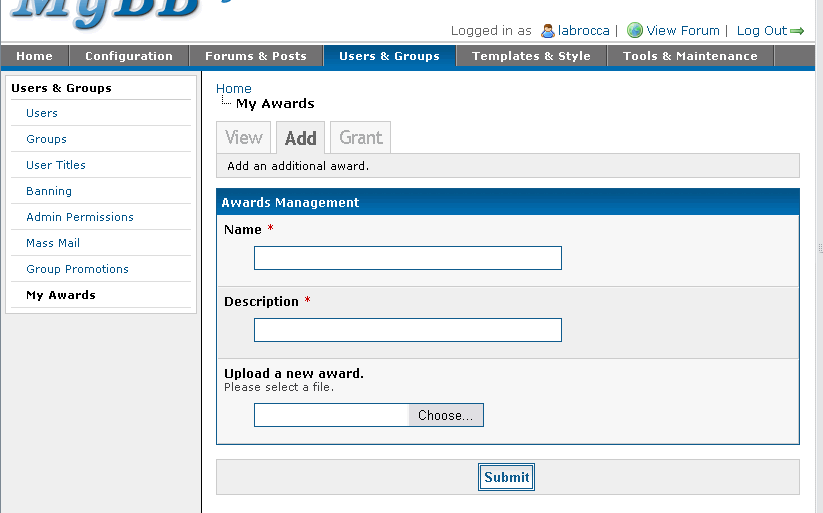 MyBB
Logged in as labrocca | View Forum | Log Out
Home Configuration Forums & Posts Users & Groups Templates & Style Tools & Maintenance
Users & Groups
Users
Groups
User Titles
Banning
Admin Permissions
Mass Mail
Group Promotions
My Awards
Home
My Awards
View Add Grant
Add an additional award.
Awards Management
Name *
Description *
Upload a new award.
Please select a file.
Choose...
Submit